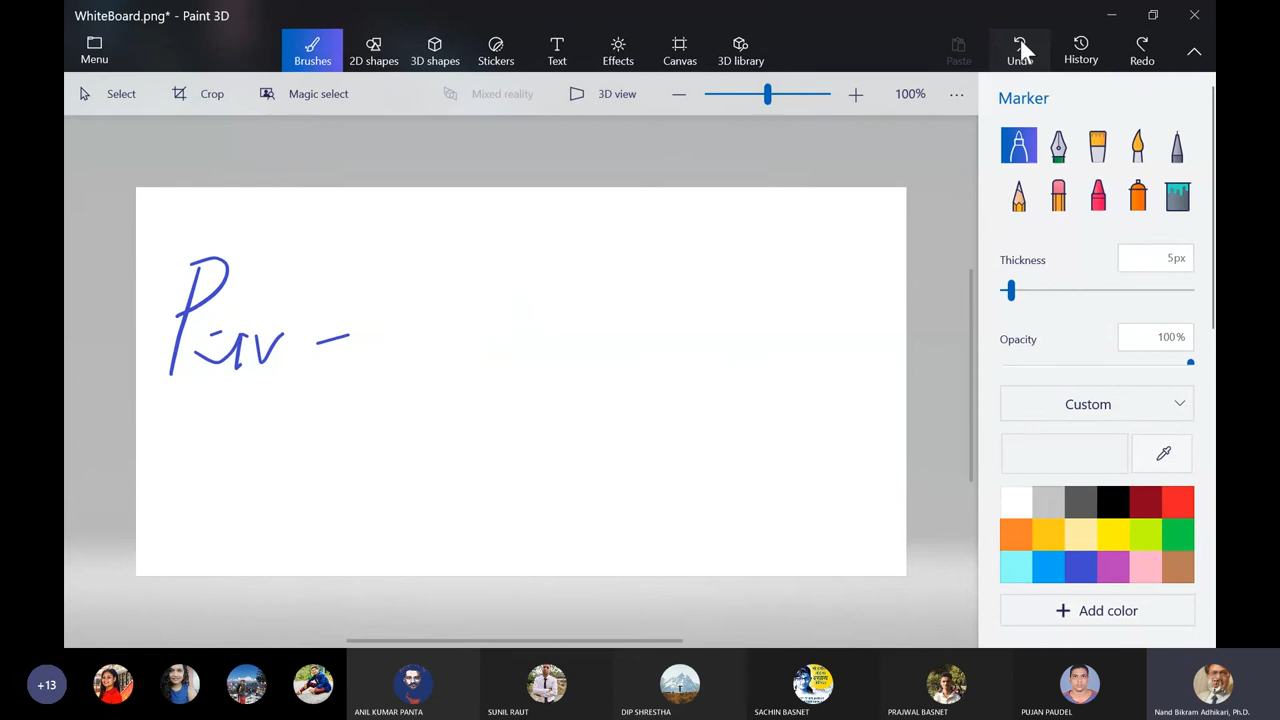 WhiteBoard.png* - Paint 3D
Menu
Brushes
2D shapes
3D shapes
Stickers
Text
Effects
Canvas
3D library
Paste
Undo
History
Redo
Select
Crop
Magic select
Mixed reality
3D view
100%
Marker
Thickness
5px
Opacity
100%
Custom
Add color
+13
ANIL KUMAR PANTA
SUNIL RAUT
DIP SHRESTHA
SACHIN BASNET
PRAJWAL BASNET
PUJAN PAUDEL
Nand Bikram Adhikari, Ph.D.